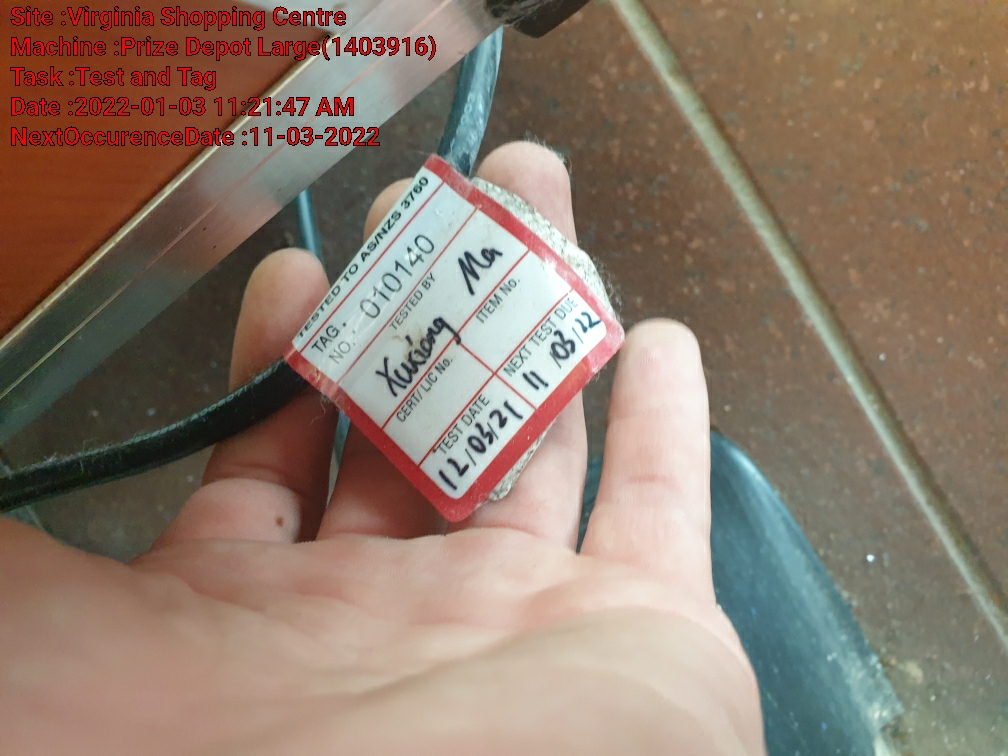 Site :Virginia Shopping Centre
Machine :Prize Depot Large(1403916)
Task :Test and Tag
Date :2022-01-03 11:21:47 AM
NextOccurenceDate :11-03-2022
TESTED TO AS/NZS 3760
TAG. NO. 010140
TESTED BY
Xuxiang Ma
CERT/ LIC No.
ITEM No.
TEST DATE
12/03/21
NEXT TEST DUE
11/03/22